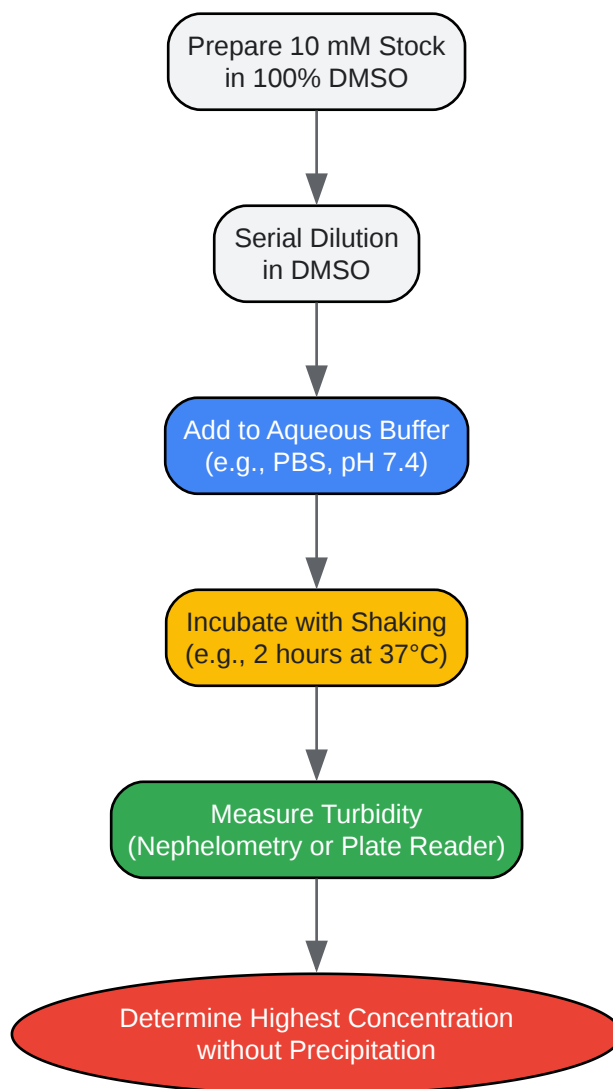 Prepare 10 mM Stock
in 100% DMSO
Serial Dilution
in DMSO
Add to Aqueous Buffer
(e.g., PBS, pH 7.4)
Incubate with Shaking
(e.g., 2 hours at 37°C)
Measure Turbidity
(Nephelometry or Plate Reader)
Determine Highest Concentration
without Precipitation